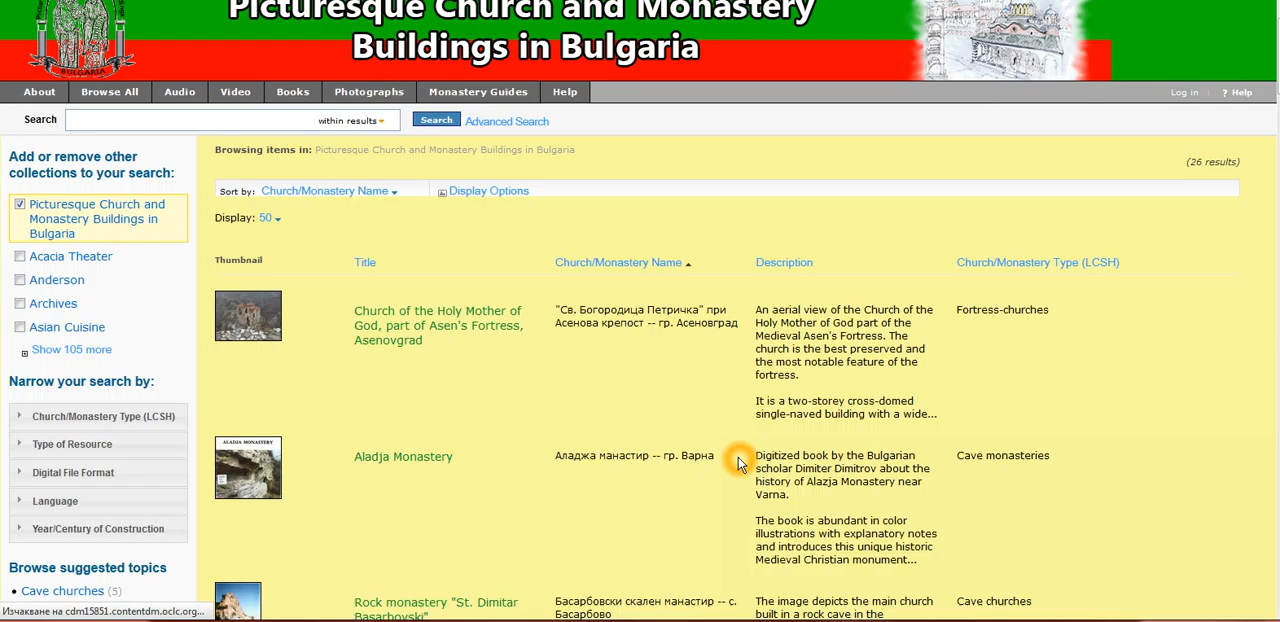 Picturesque Church and Monastery
Buildings in Bulgaria
BULGARIA
About
Browse All
Audio
Video
Books
Photographs
Monastery Guides
Help
Log in
? Help
Search
within results
Search
Advanced Search
Add or remove other
collections to your search:
Picturesque Church and
Monastery Buildings in
Bulgaria
Acacia Theater
Anderson
Archives
Asian Cuisine
Show 105 more
Narrow your search by:
Church/Monastery Type (LCSH)
Type of Resource
Digital File Format
Language
Year/Century of Construction
Browse suggested topics
Cave churches (5)
Изчакване на cdm15851.contentdm.oclc.org...
Browsing items in: Picturesque Church and Monastery Buildings in Bulgaria
(26 results)
Sort by: Church/Monastery Name
Display Options
Display: 50
Thumbnail
Title
Church/Monastery Name
Description
Church/Monastery Type (LCSH)
Church of the Holy Mother of
God, part of Asen's Fortress,
Asenovgrad
"Св. Богородица Петричка" при
Асенова крепост -- гр. Асеновград
An aerial view of the Church of the
Holy Mother of God part of the
Medieval Asen's Fortress. The
church is the best preserved and
the most notable feature of the
fortress.
It is a two-storey cross-domed
single-naved building with a wide...
Fortress-churches
ALADJA MONASTERY
Aladja Monastery
Аладжа манастир -- гр. Варна
Digitized book by the Bulgarian
scholar Dimiter Dimitrov about the
history of Alazja Monastery near
Varna.
The book is abundant in color
illustrations with explanatory notes
and introduces this unique historic
Medieval Christian monument...
Cave monasteries
Rock monastery "St. Dimitar
Basarbovski"
Басарбовски скален манастир -- с.
Басарбово
The image depicts the main church
built in a rock cave in the
Cave churches